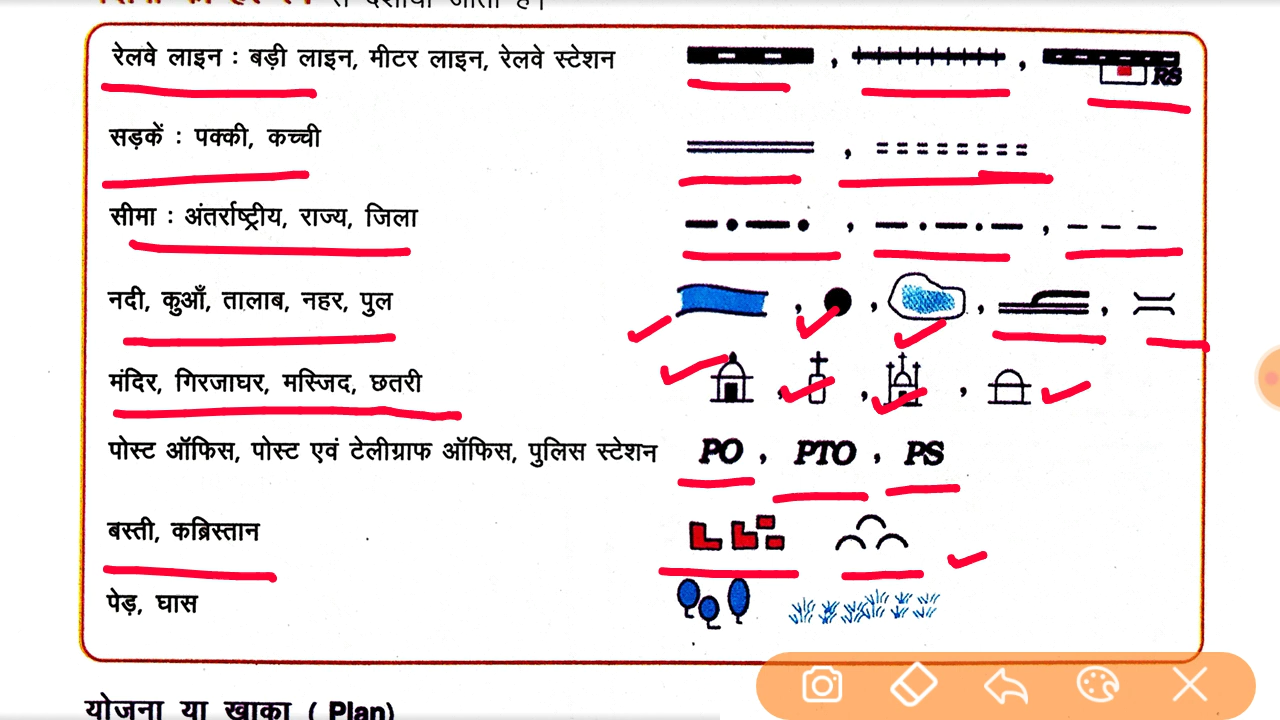 से दर्शाया जाता है।
रेलवे लाइन : बड़ी लाइन, मीटर लाइन, रेलवे स्टेशन
RS
सड़कें : पक्की, कच्ची
सीमा : अंतर्राष्ट्रीय, राज्य, जिला
नदी, कुआँ, तालाब, नहर, पुल
मंदिर, गिरजाघर, मस्जिद, छतरी
पोस्ट ऑफिस, पोस्ट एवं टेलीग्राफ ऑफिस, पुलिस स्टेशन PO, PTO, PS
बस्ती, कब्रिस्तान
पेड़, घास
योजना या खाका ( Plan)